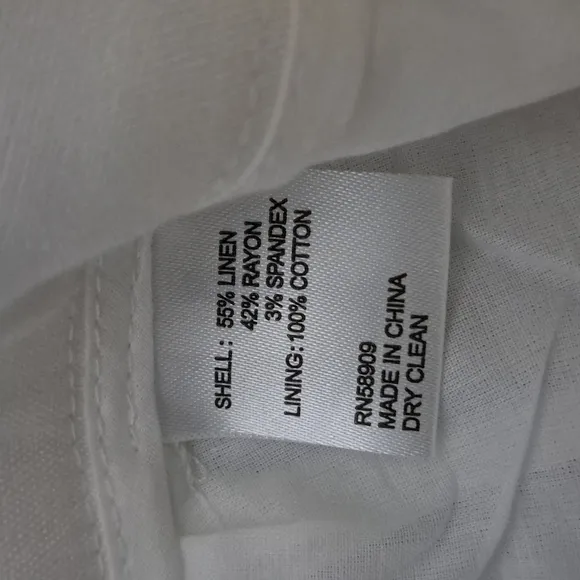 SHELL: 55% LINEN
42% RAYON
3% SPANDEX
LINING:100% COTTON
RN58909
MADE IN CHINA
DRY CLEAN